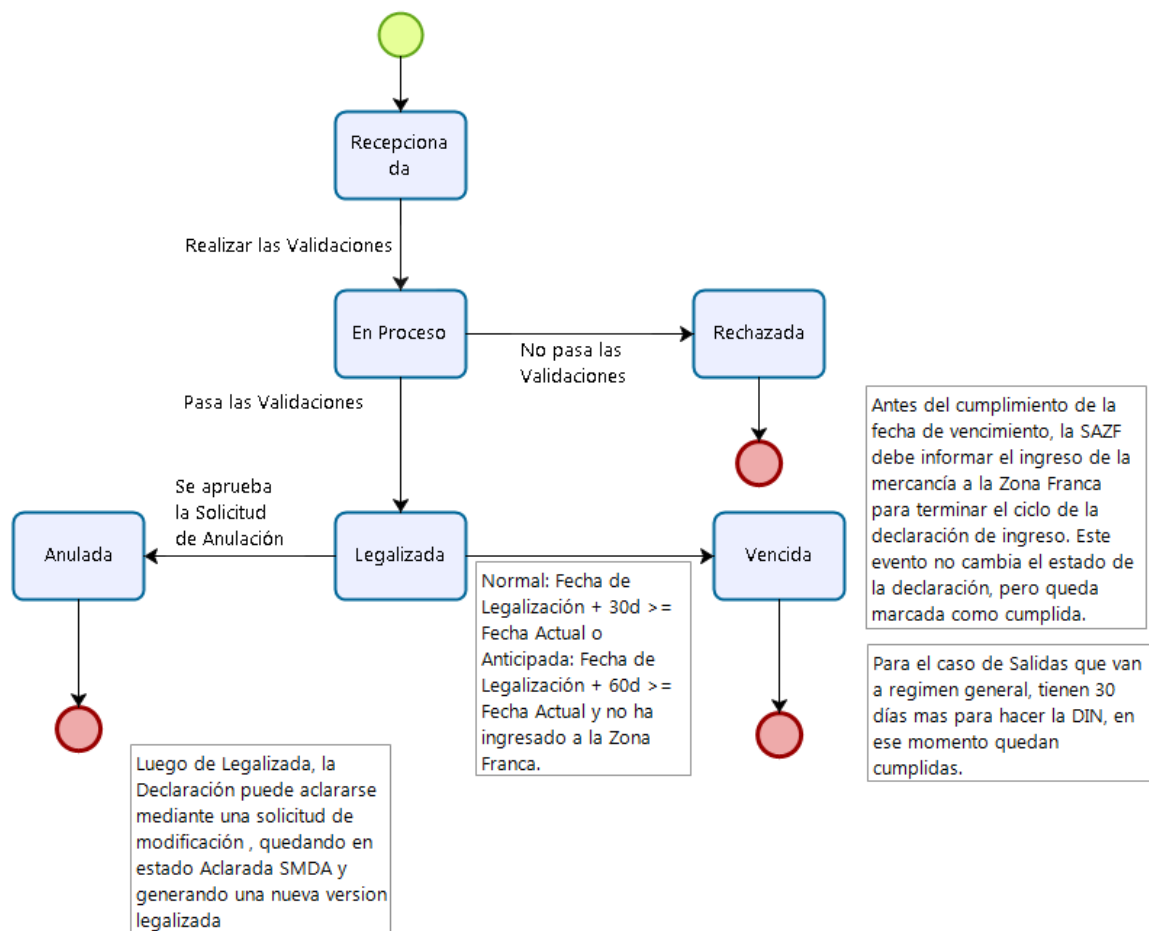 Recepciona
da
Realizar las Validaciones
En Proceso
No pasa las
Validaciones
Rechazada
Pasa las Validaciones
Antes del cumplimiento de la
fecha de vencimiento, la SAZF
debe informar el ingreso de la
mercancía a la Zona Franca
para terminar el ciclo de la
declaración de ingreso. Este
evento no cambia el estado de
la declaración, pero queda
marcada como cumplida.
Se aprueba
la Solicitud
de Anulación
Anulada
Legalizada
Vencida
Normal: Fecha de
Legalización + 30d >=
Fecha Actual o
Anticipada: Fecha de
Legalización + 60d >=
Fecha Actual y no ha
ingresado a la Zona
Franca.
Para el caso de Salidas que van
a regimen general, tienen 30
días mas para hacer la DIN, en
ese momento quedan
cumplidas.
Luego de Legalizada, la
Declaración puede aclararse
mediante una solicitud de
modificación , quedando en
estado Aclarada SMDA y
generando una nueva version
legalizada